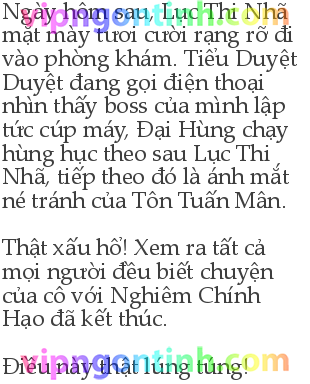 Ngày hôm sau, Lục Thi Nhã
mặt mày tươi cười rạng rỡ đi
vào phòng khám. Tiểu Duyệt
Duyệt đang gọi điện thoại
nhìn thấy boss của mình lập
tức cúp máy, Đại Hùng chạy
hùng hục theo sau Lục Thi
Nhã, tiếp theo đó là ánh mắt
né tránh của Tôn Tuấn Mân.
Thật xấu hổ! Xem ra tất cả
mọi người đều biết chuyện
của cô với Nghiêm Chính
Hạo đã kết thúc.
Điều này thật lúng túng!
vipngontinh.com
vipngontinh.com